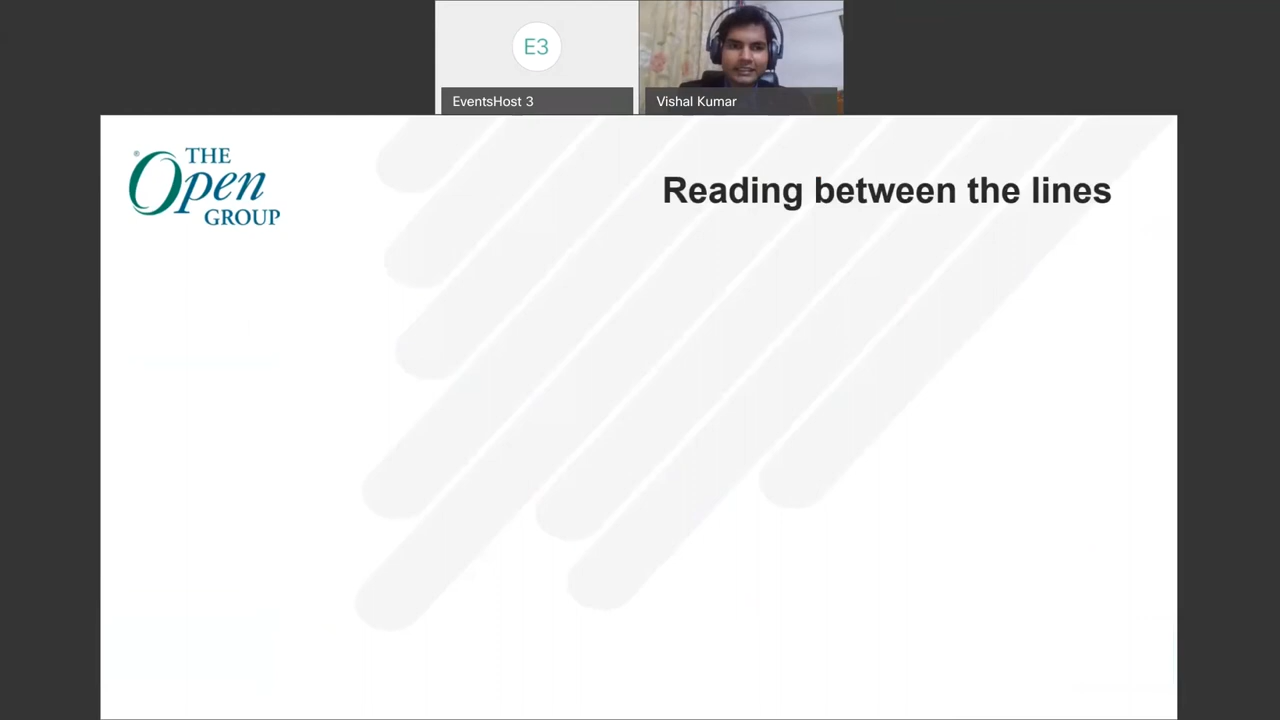 E3
EventsHost 3
Vishal Kumar
® THE
Open
GROUP
Reading between the lines